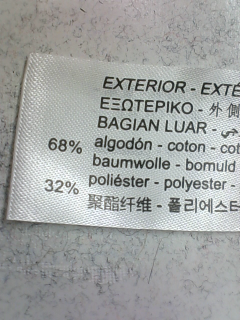 EXTERIOR - EXTÉ
ΕΞΩΤΕΡΙΚΟ - 外側
BAGIAN LUAR -
68% algodón - coton - cot
baumwolle - bomuld
32% poliéster - polyester -
聚酯纤维 - 폴리에스터